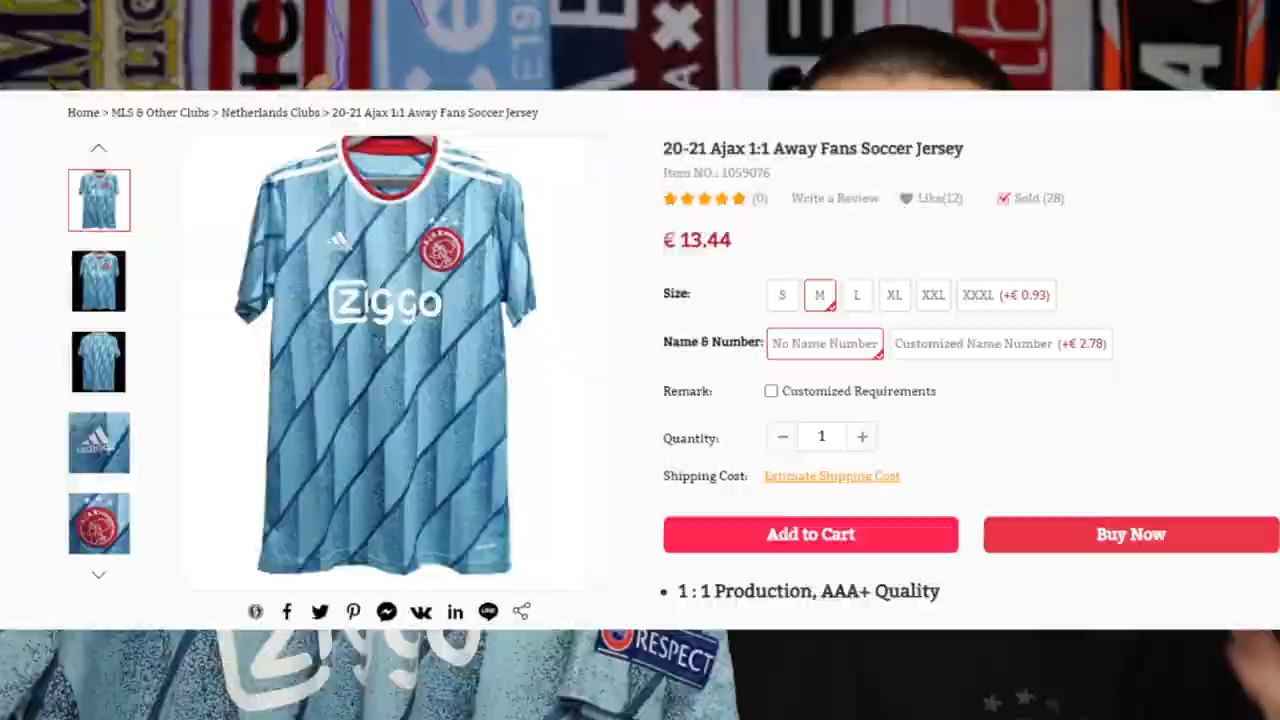 Home > MLS & Other Clubs > Netherlands Clubs > 20-21 Ajax 1:1 Away Fans Soccer Jersey
20-21 Ajax 1:1 Away Fans Soccer Jersey
Item NO.: 1059076
(0) Write a Review Like(12) Sold (28)
€ 13.44
Size: S M L XL XXL XXXL (+€ 0.93)
Name & Number: No Name Number Customized Name Number (+€ 2.78)
Remark: Customized Requirements
Quantity: 1
Shipping Cost: Estimate Shipping Cost
Add to Cart Buy Now
1 : 1 Production, AAA+ Quality
ZIGGO
adidas
LINE
ZIGGO
RESPECT